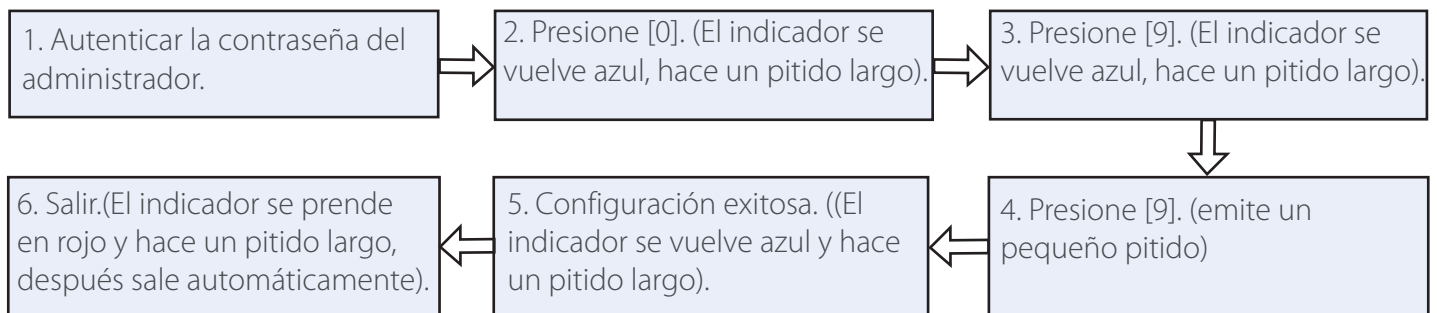 1. Autenticar la contraseña del
administrador.
2. Presione [0]. (El indicador se
vuelve azul, hace un pitido largo).
3. Presione [9]. (El indicador se
vuelve azul, hace un pitido largo).
4. Presione [9]. (emite un
pequeño pitido)
5. Configuración exitosa. ((El
indicador se vuelve azul y hace
un pitido largo).
6. Salir.(El indicador se prende
en rojo y hace un pitido largo,
después sale automáticamente).